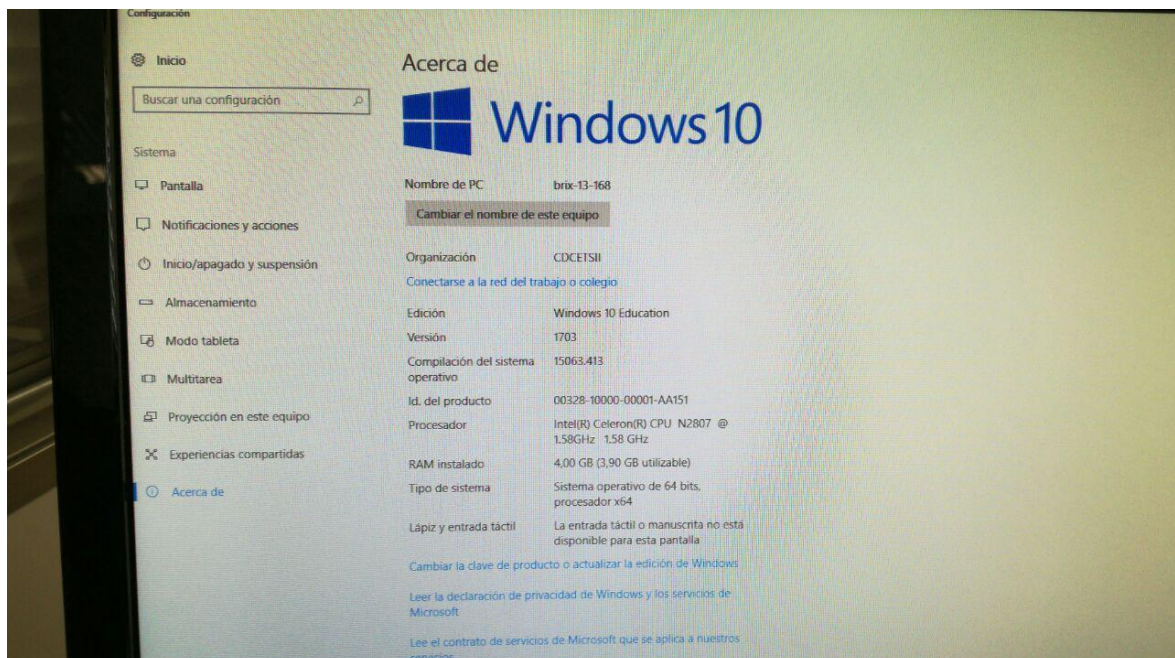 Configuración
Inicio
Buscar una configuración
Sistema
Pantalla
Notificaciones y acciones
Inicio/apagado y suspensión
Almacenamiento
Modo tableta
Multitarea
Proyección en este equipo
Experiencias compartidas
Acerca de
Acerca de
Windows 10
Nombre de PC brix-13-168
Cambiar el nombre de este equipo
Organización CDCETSII
Conectarse a la red del trabajo o colegio
Edición Windows 10 Education
Versión 1703
Compilación del sistema 15063.413
operativo
Id. del producto 00328-10000-00001-AA151
Procesador Intel(R) Celeron(R) CPU N2807 @
1.58GHz 1.58 GHz
RAM instalado 4,00 GB (3,90 GB utilizable)
Tipo de sistema Sistema operativo de 64 bits,
procesador x64
Lápiz y entrada táctil La entrada táctil o manuscrita no está
disponible para esta pantalla
Cambiar la clave de producto o actualizar la edición de Windows
Leer la declaración de privacidad de Windows y los servicios de
Microsoft
Lee el contrato de servicios de Microsoft que se aplica a nuestros
servicios